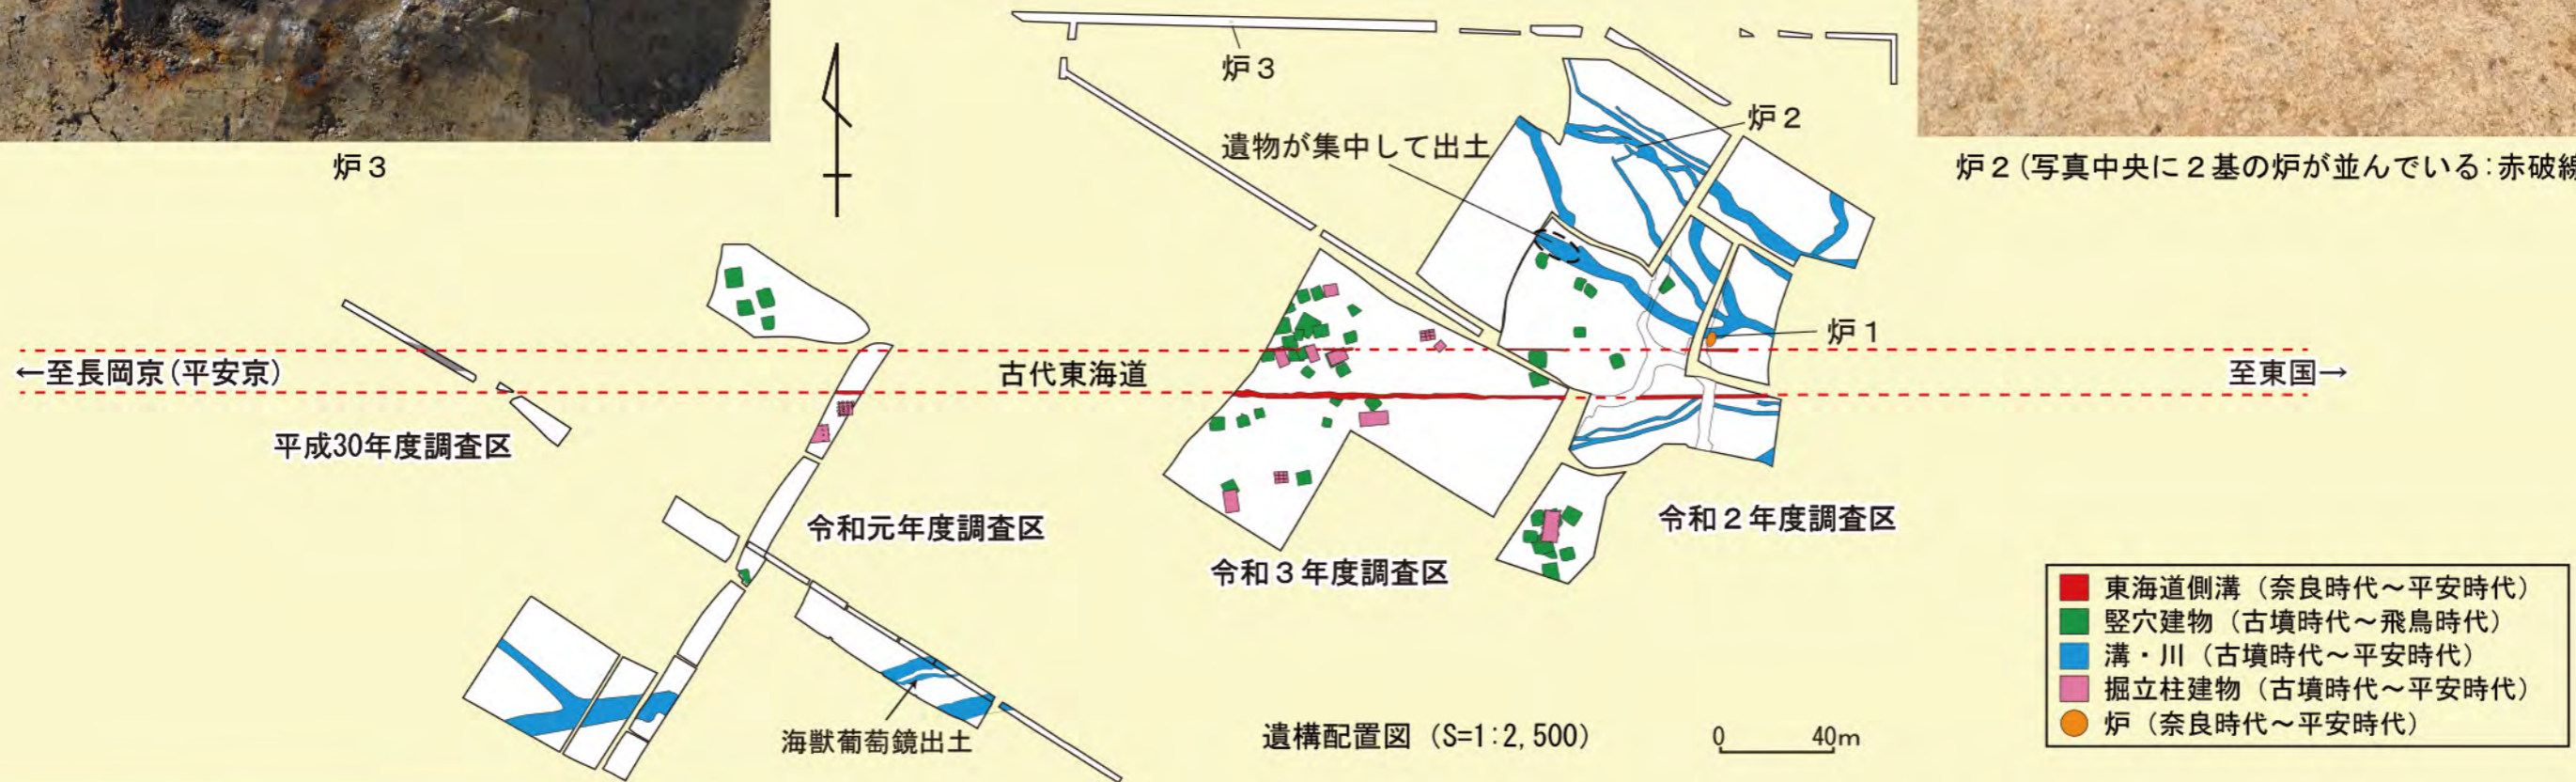 炉３
炉３
炉２
遺物が集中して出土
炉２（写真中央に２基の炉が並んでいる：赤破線
炉１
←至長岡京（平安京）
古代東海道
至東国→
平成30年度調査区
令和元年度調査区
令和２年度調査区
令和３年度調査区
海獣葡萄鏡出土
遺構配置図（S=1:2,500）
0 40m
東海道側溝（奈良時代～平安時代）
竪穴建物（古墳時代～飛鳥時代）
溝・川（古墳時代～平安時代）
掘立柱建物（古墳時代～平安時代）
炉（奈良時代～平安時代）